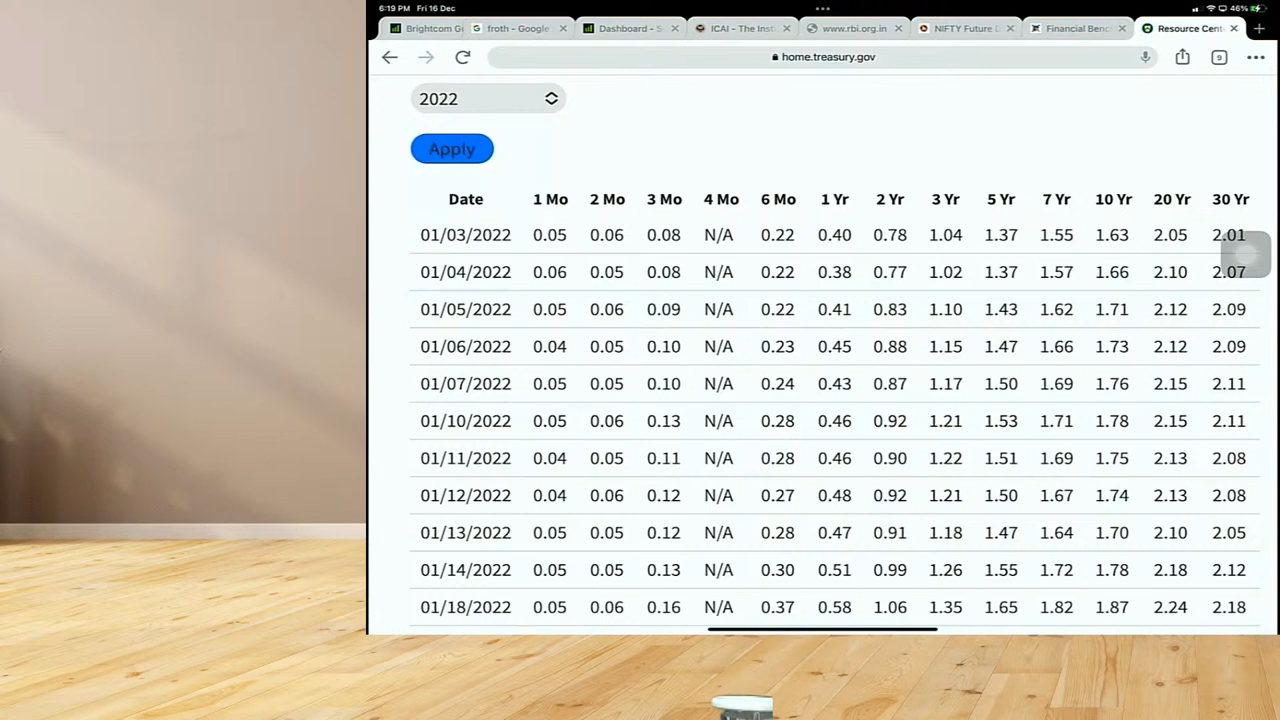 6:19 PM Fri 16 Dec
46%
Brightcom G
froth - Google
Dashboard - S
ICAI - The Inst
www.rbi.org.in
NIFTY Future
Financial Benc
Resource Cent
home.treasury.gov
9
2022
Apply
Date 1 Mo 2 Mo 3 Mo 4 Mo 6 Mo 1 Yr 2 Yr 3 Yr 5 Yr 7 Yr 10 Yr 20 Yr 30 Yr
01/03/2022 0.05 0.06 0.08 N/A 0.22 0.40 0.78 1.04 1.37 1.55 1.63 2.05 2.01
01/04/2022 0.06 0.05 0.08 N/A 0.22 0.38 0.77 1.02 1.37 1.57 1.66 2.10 2.07
01/05/2022 0.05 0.06 0.09 N/A 0.22 0.41 0.83 1.10 1.43 1.62 1.71 2.12 2.09
01/06/2022 0.04 0.05 0.10 N/A 0.23 0.45 0.88 1.15 1.47 1.66 1.73 2.12 2.09
01/07/2022 0.05 0.05 0.10 N/A 0.24 0.43 0.87 1.17 1.50 1.69 1.76 2.15 2.11
01/10/2022 0.05 0.06 0.13 N/A 0.28 0.46 0.92 1.21 1.53 1.71 1.78 2.15 2.11
01/11/2022 0.04 0.05 0.11 N/A 0.28 0.46 0.90 1.22 1.51 1.69 1.75 2.13 2.08
01/12/2022 0.04 0.06 0.12 N/A 0.27 0.48 0.92 1.21 1.50 1.67 1.74 2.13 2.08
01/13/2022 0.05 0.05 0.12 N/A 0.28 0.47 0.91 1.18 1.47 1.64 1.70 2.10 2.05
01/14/2022 0.05 0.05 0.13 N/A 0.30 0.51 0.99 1.26 1.55 1.72 1.78 2.18 2.12
01/18/2022 0.05 0.06 0.16 N/A 0.37 0.58 1.06 1.35 1.65 1.82 1.87 2.24 2.18